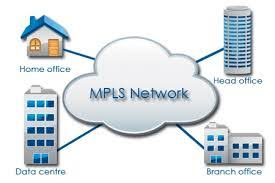 Home office
Head office
MPLS Network
Data centre
Branch office